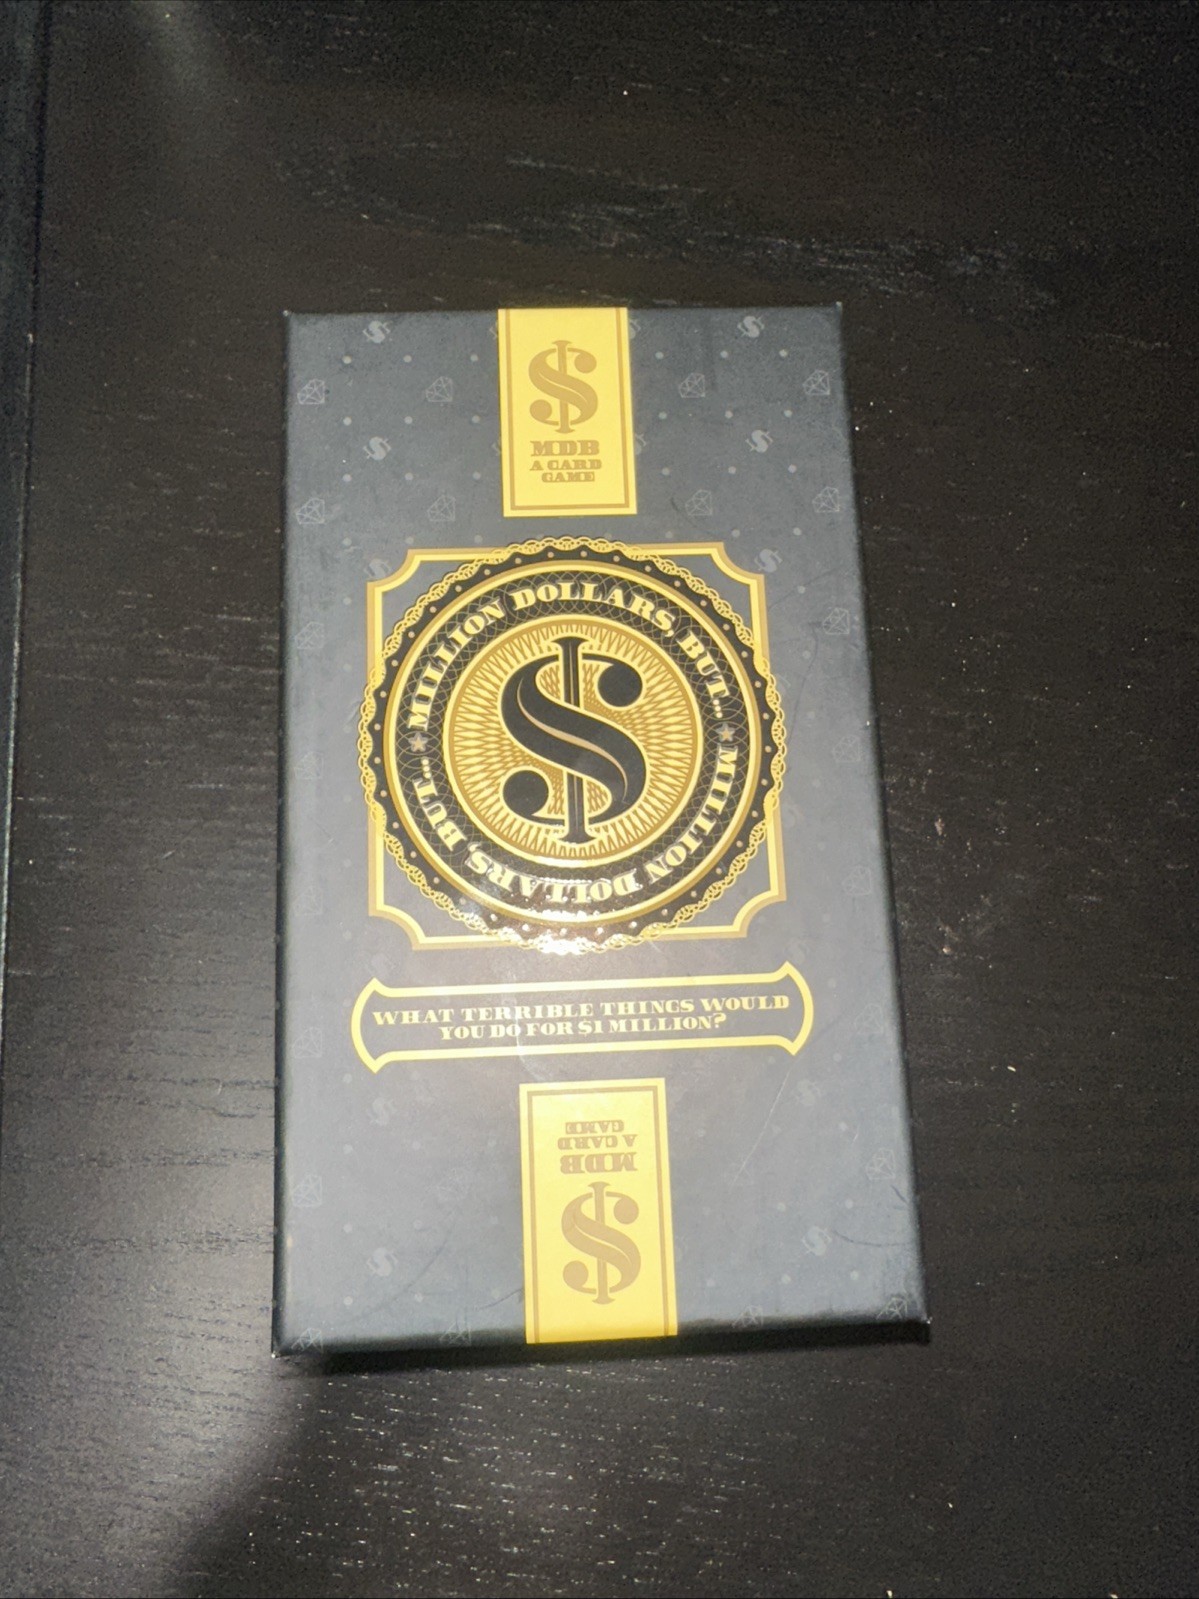 $
MDB
A CARD
GAME
MILLION DOLLARS, BUT...
$
MILLION DOLLARS, BUT...
WHAT TERRIBLE THINGS WOULD
YOU DO FOR $1 MILLION?
$
MDB
A CARD
GAME